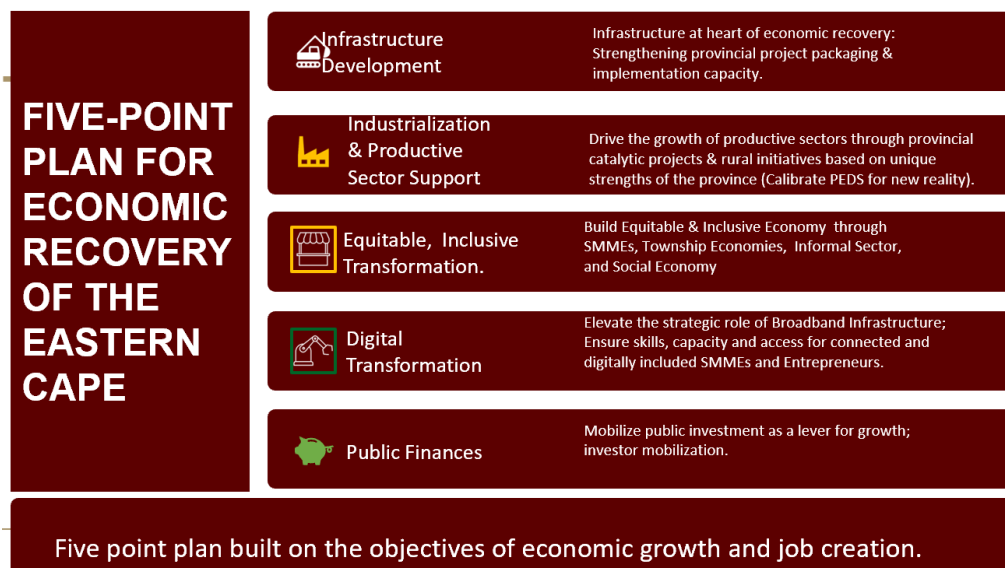 FIVE-POINT
PLAN FOR
ECONOMIC
RECOVERY
OF THE
EASTERN
CAPE
Infrastructure
Development
Infrastructure at heart of economic recovery:
Strengthening provincial project packaging &
implementation capacity.
Industrialization
& Productive
Sector Support
Drive the growth of productive sectors through provincial
catalytic projects & rural initiatives based on unique
strengths of the province (Calibrate PEDS for new reality).
Equitable, Inclusive
Transformation.
Build Equitable & Inclusive Economy through
SMMEs, Township Economies, Informal Sector,
and Social Economy
Digital
Transformation
Elevate the strategic role of Broadband Infrastructure;
Ensure skills, capacity and access for connected and
digitally included SMMEs and Entrepreneurs.
Public Finances
Mobilize public investment as a lever for growth;
investor mobilization.
Five point plan built on the objectives of economic growth and job creation.